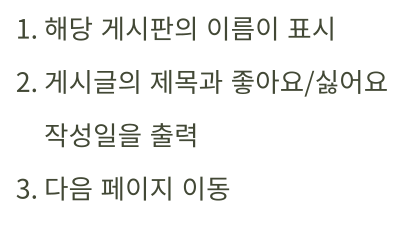 1. 해당 게시판의 이름이 표시
2. 게시글의 제목과 좋아요/싫어요
작성일을 출력
3. 다음 페이지 이동